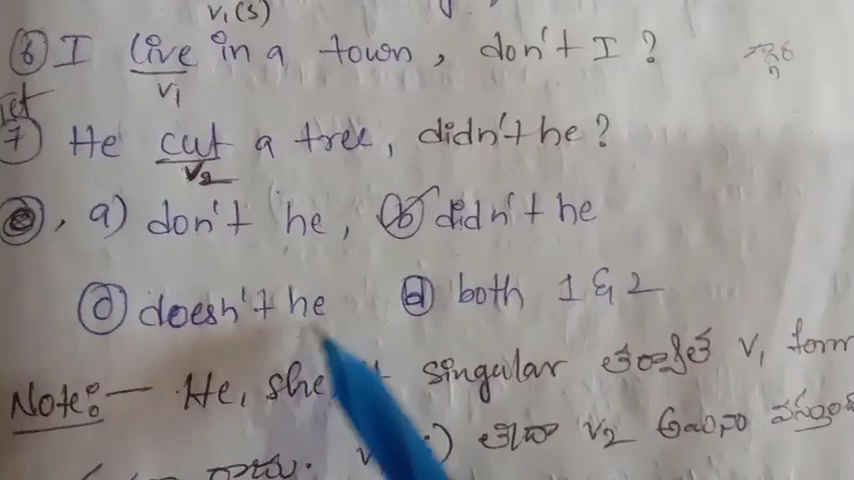 V₁(s)
⑥ I live in a town, don't I?
V₁
7 He cut a tree, didn't he?
V₂
a) don't he, ⓑ didn't he
ⓒ doesn't he ⓓ both 1 & 2
Note:- He, she, singular తర్వాత V₁ form
రాదు. V₂